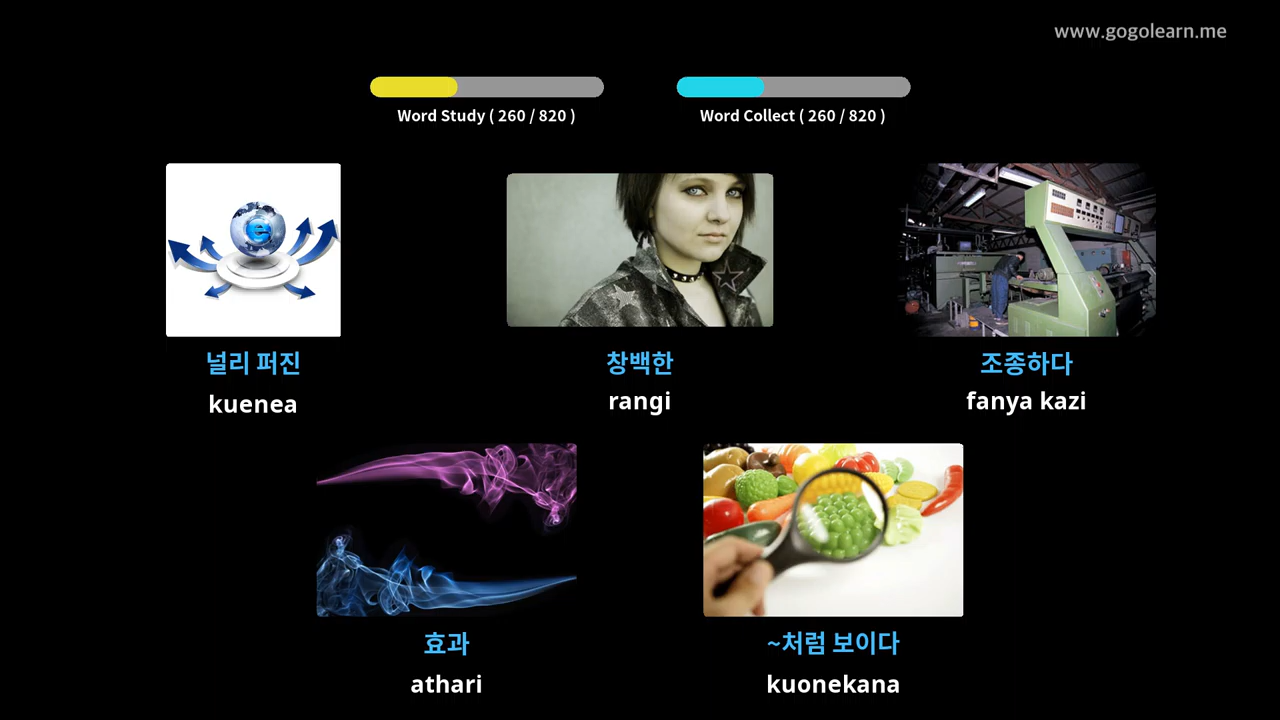 www.gogolearn.me
Word Study ( 260 / 820 )
Word Collect ( 260 / 820 )
e
널리 퍼진
kuenea
창백한
rangi
조종하다
fanya kazi
효과
athari
~처럼 보이다
kuonekana